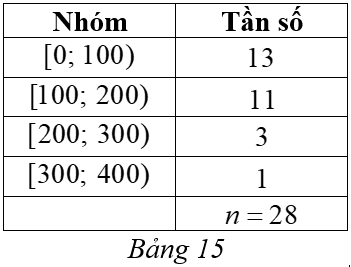 Nhóm Tần số
[0; 100) 13
[100; 200) 11
[200; 300) 3
[300; 400) 1
n = 28
Bảng 15